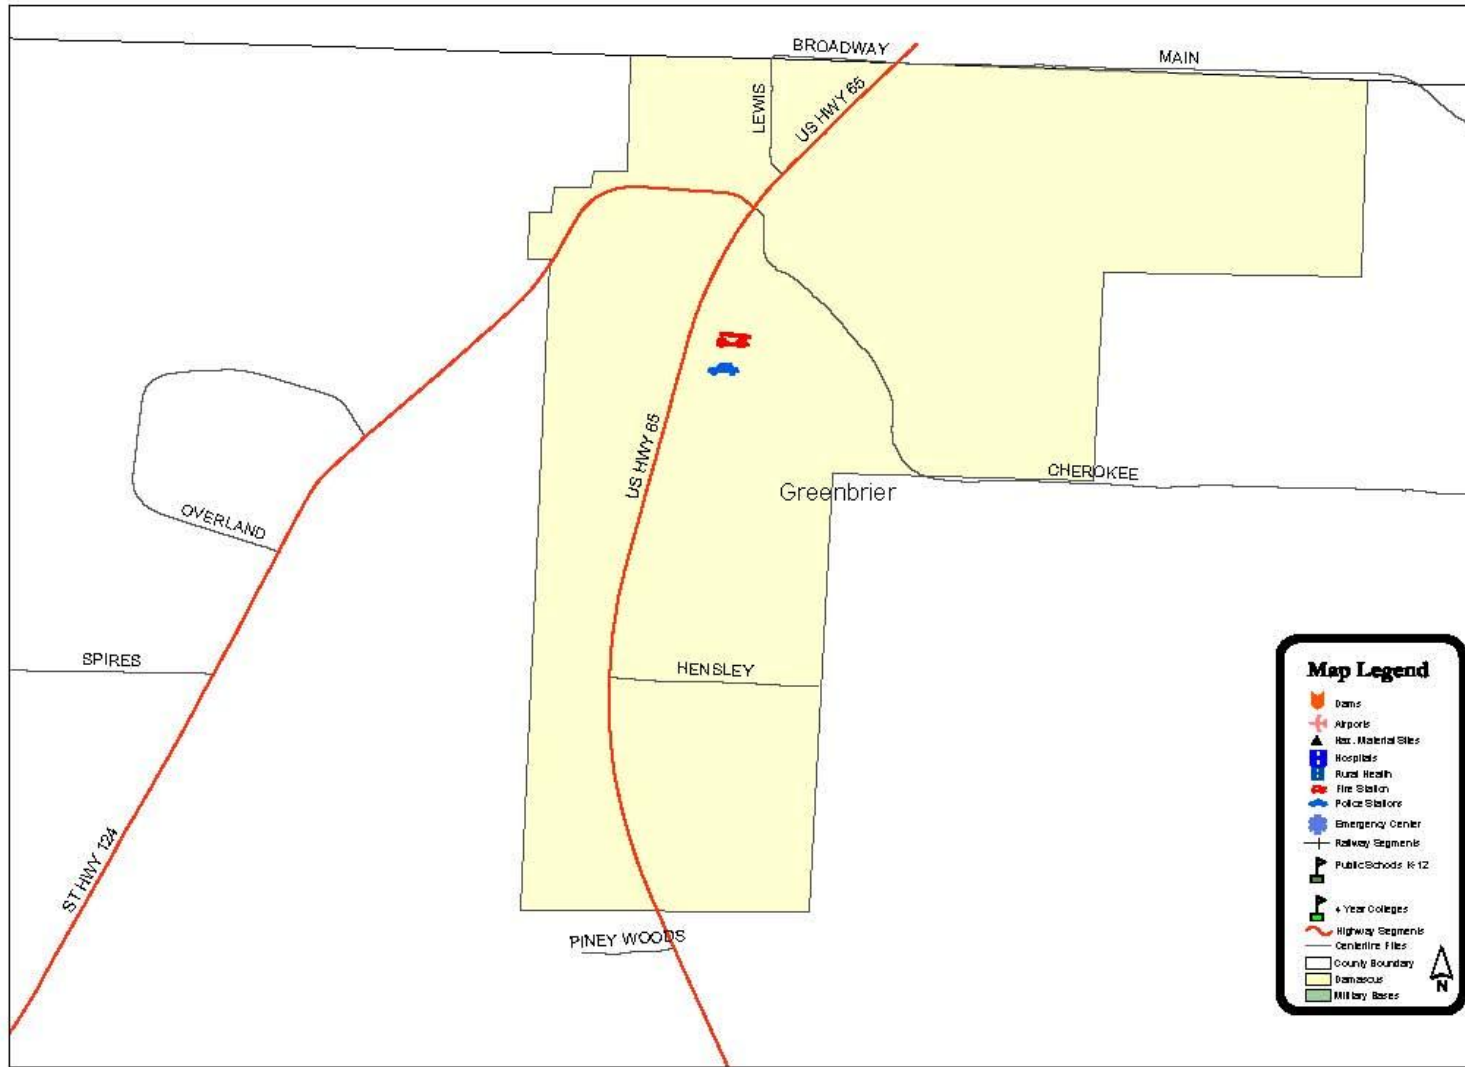 BROADWAY
MAIN
LEWIS
US HWY 65
US HWY 65
Greenbrier
CHEROKEE
OVERLAND
SPIRES
HENSLEY
ST HWY 124
PINEY WOODS
Map Legend
Dams
Airports
Haz. Material Sites
Hospitals
Rural Health
Fire Station
Police Stations
Emergency Center
Railway Segments
Public Schools K-12
4 Year Colleges
Highway Segments
Centerline Files
County Boundary
Damascus
Military Bases
N